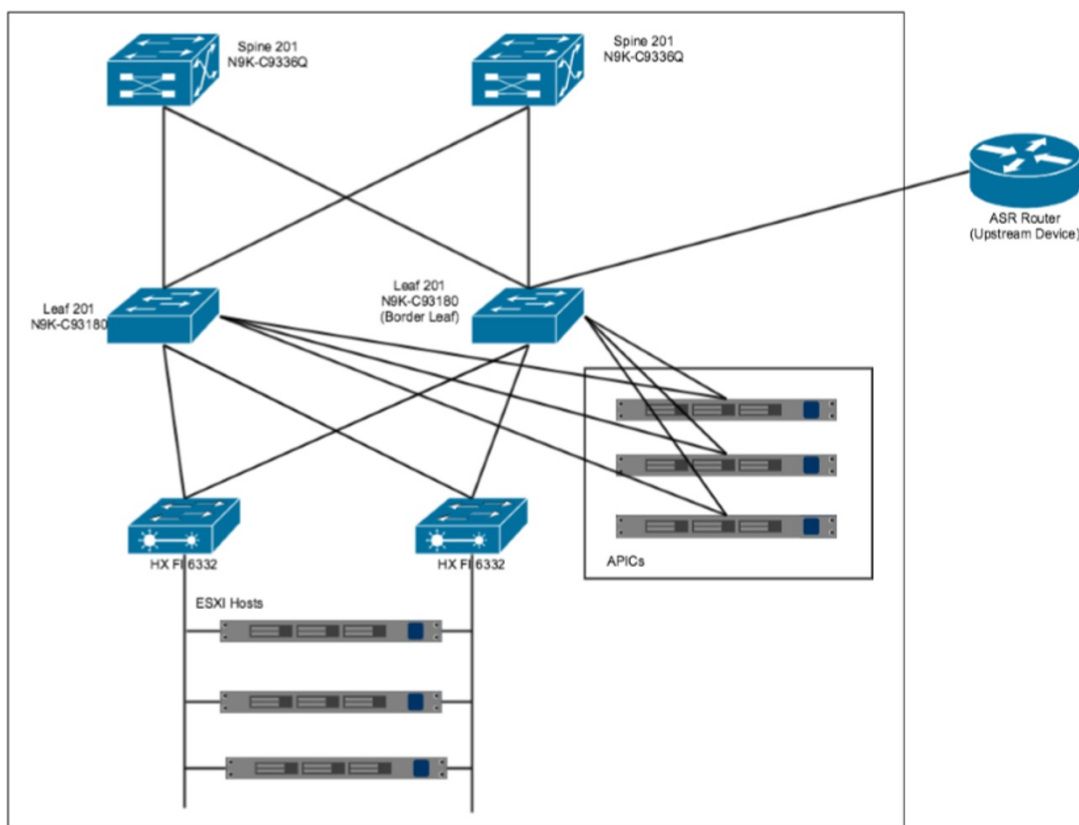 Spine 201
N9K-C9336Q
Spine 201
N9K-C9336Q
ASR Router
(Upstream Device)
Leaf 201
N9K-C93180
Leaf 201
N9K-C93180
(Border Leaf)
APICs
HX FI 6332
HX FI 6332
ESXI Hosts